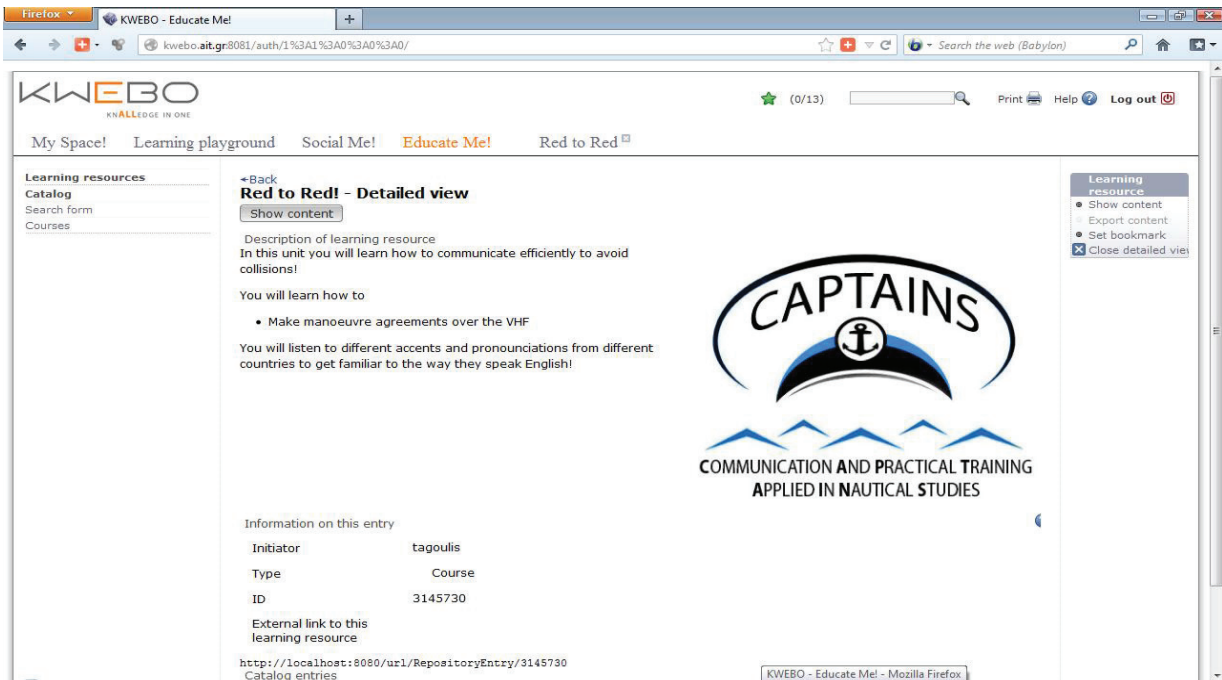 Firefox
KWEBO - Educate Me!
kwebo.ait.gr:8081/auth/1%3A1%3A0%3A0%3A0/
Search the web (Babylon)
KWEBO
KNALLEDGE IN ONE
(0/13)
Print
Help
Log out
My Space!
Learning playground
Social Me!
Educate Me!
Red to Red
Learning resources
Catalog
Search form
Courses
Back
Red to Red! - Detailed view
Show content
Description of learning resource
In this unit you will learn how to communicate efficiently to avoid
collisions!
You will learn how to
• Make manoeuvre agreements over the VHF
You will listen to different accents and pronounciations from different
countries to get familiar to the way they speak English!
CAPTAINS
COMMUNICATION AND PRACTICAL TRAINING
APPLIED IN NAUTICAL STUDIES
Learning
resource
Show content
Export content
Set bookmark
Close detailed view
Information on this entry
Initiator tagoulis
Type Course
ID 3145730
External link to this
learning resource
http://localhost:8080/url/RepositoryEntry/3145730
Catalog entries
KWEBO - Educate Me! - Mozilla Firefox